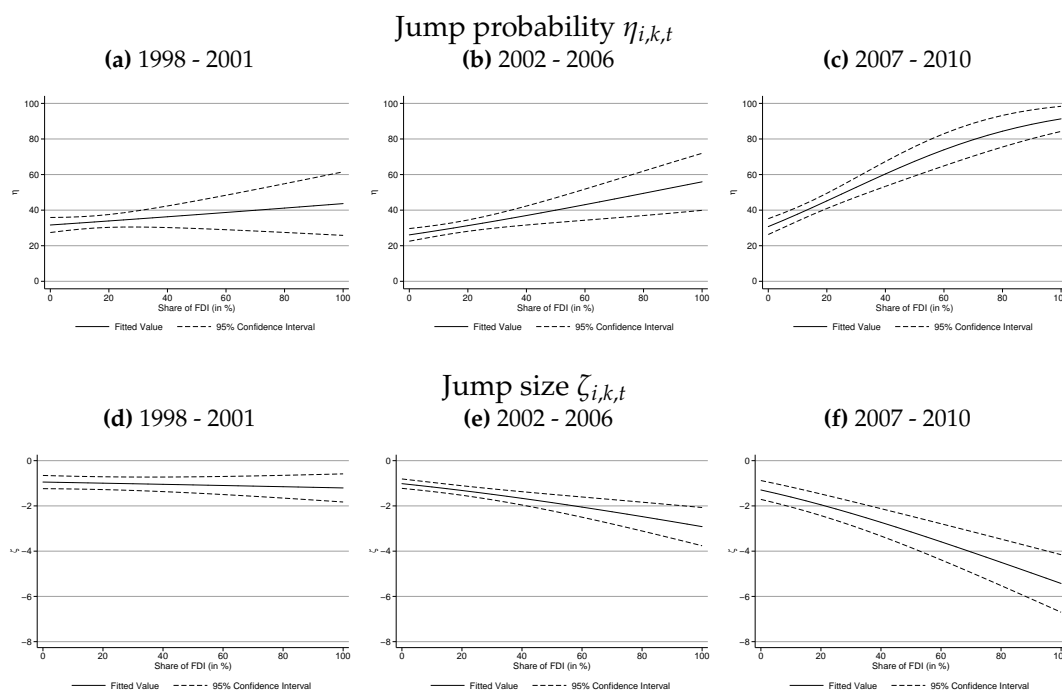 Jump probability ηi,k,t
(a) 1998 - 2001
(b) 2002 - 2006
(c) 2007 - 2010
100
80
60
40
20
0
η
0 20 40 60 80 100
Share of FDI (in %)
Fitted Value 95% Confidence Interval
100
80
60
40
20
0
η
0 20 40 60 80 100
Share of FDI (in %)
Fitted Value 95% Confidence Interval
100
80
60
40
20
0
η
0 20 40 60 80 100
Share of FDI (in %)
Fitted Value 95% Confidence Interval
Jump size ζi,k,t
(d) 1998 - 2001
(e) 2002 - 2006
(f) 2007 - 2010
0
−2
−4
−6
−8
ζ
0 20 40 60 80 100
Share of FDI (in %)
Fitted Value 95% Confidence Interval
0
−2
−4
−6
−8
ζ
0 20 40 60 80 100
Share of FDI (in %)
Fitted Value 95% Confidence Interval
0
−2
−4
−6
−8
ζ
0 20 40 60 80 100
Share of FDI (in %)
Fitted Value 95% Confidence Interval